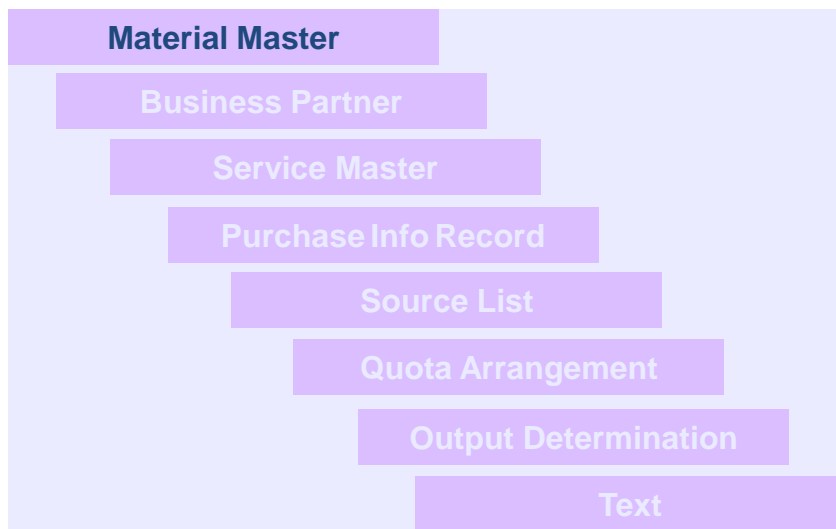 Material Master
Business Partner
Service Master
Purchase Info Record
Source List
Quota Arrangement
Output Determination
Text